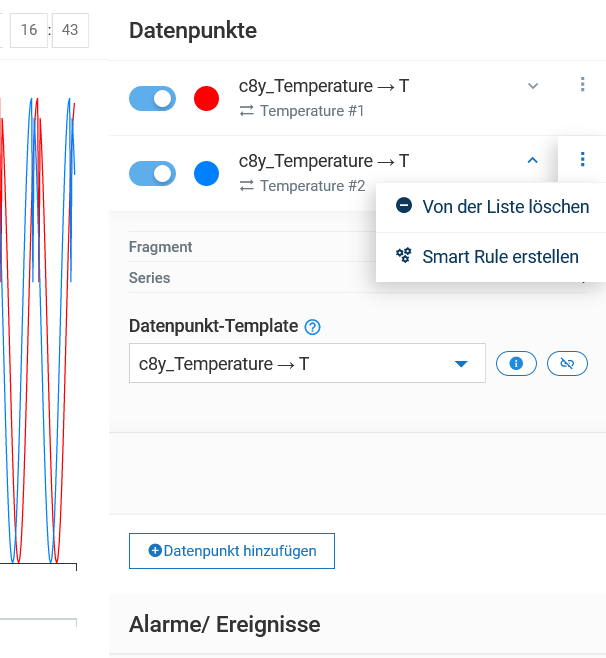 16 : 43
Datenpunkte
c8y_Temperature → T
Temperature #1
c8y_Temperature → T
Temperature #2
Von der Liste löschen
Smart Rule erstellen
Fragment
Series
Datenpunkt-Template
c8y_Temperature → T
Datenpunkt hinzufügen
Alarme/ Ereignisse